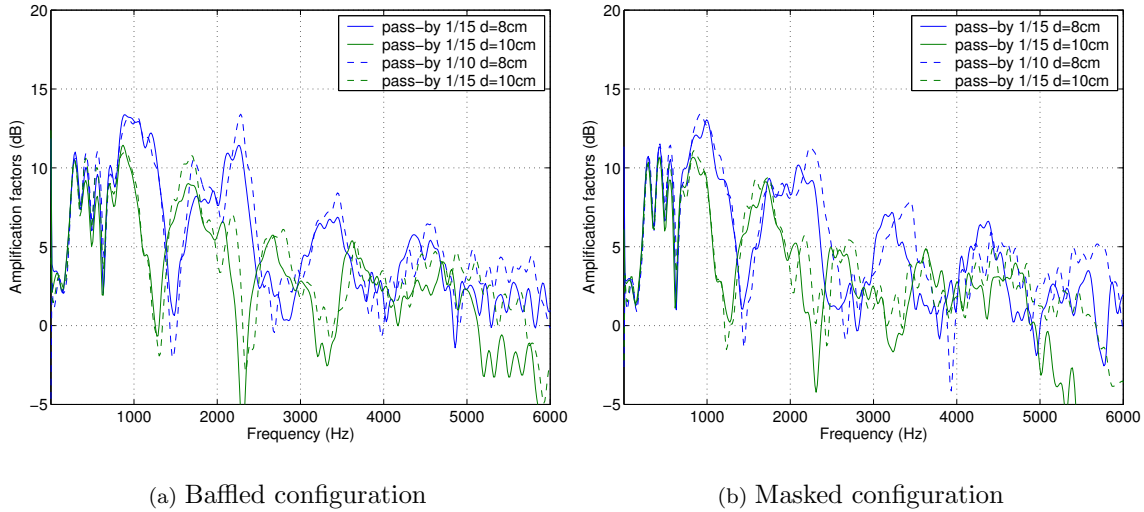 20
15
10
5
0
−5
1000
2000
3000
4000
5000
6000
Frequency (Hz)
Amplification factors (dB)
pass−by 1/15 d=8cm
pass−by 1/15 d=10cm
pass−by 1/10 d=8cm
pass−by 1/15 d=10cm
(a) Baffled configuration
20
15
10
5
0
−5
1000
2000
3000
4000
5000
6000
Frequency (Hz)
Amplification factors (dB)
pass−by 1/15 d=8cm
pass−by 1/15 d=10cm
pass−by 1/10 d=8cm
pass−by 1/15 d=10cm
(b) Masked configuration